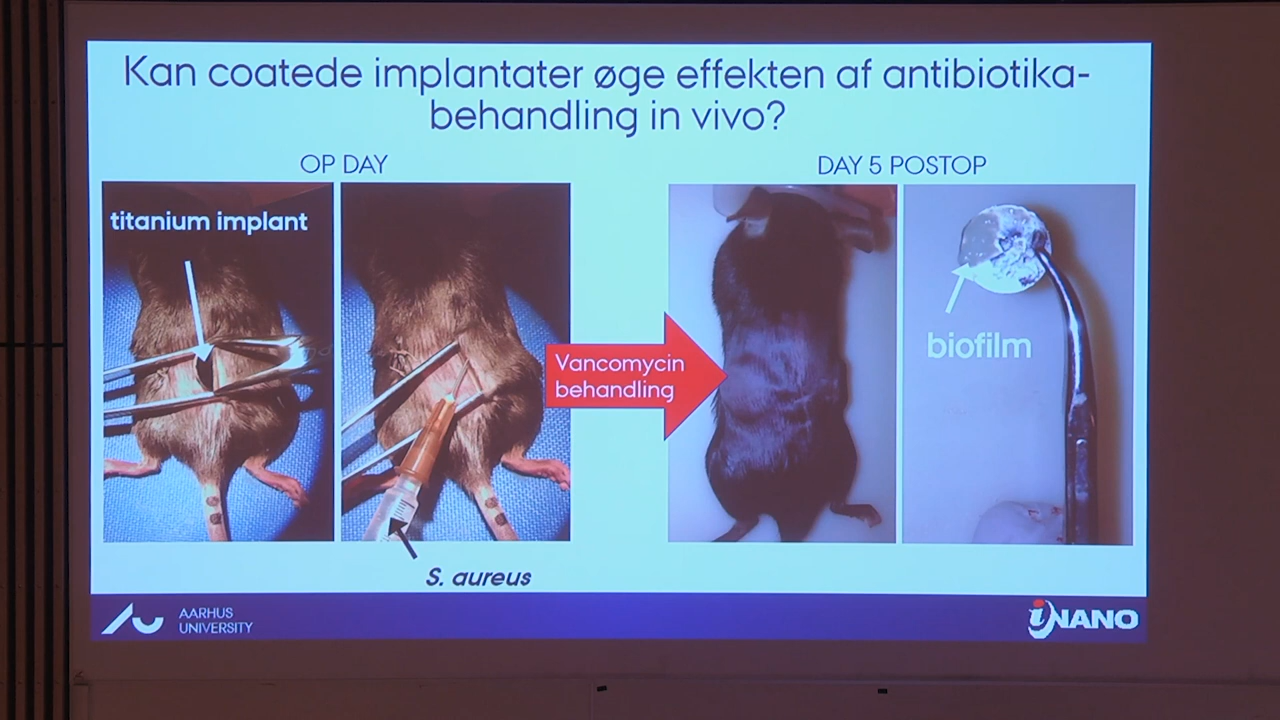 Kan coatede implantater øge effekten af antibiotika-
behandling in vivo?
OP DAY
DAY 5 POSTOP
titanium implant
Vancomycin
behandling
biofilm
S. aureus
AARHUS
UNIVERSITY
iNANO